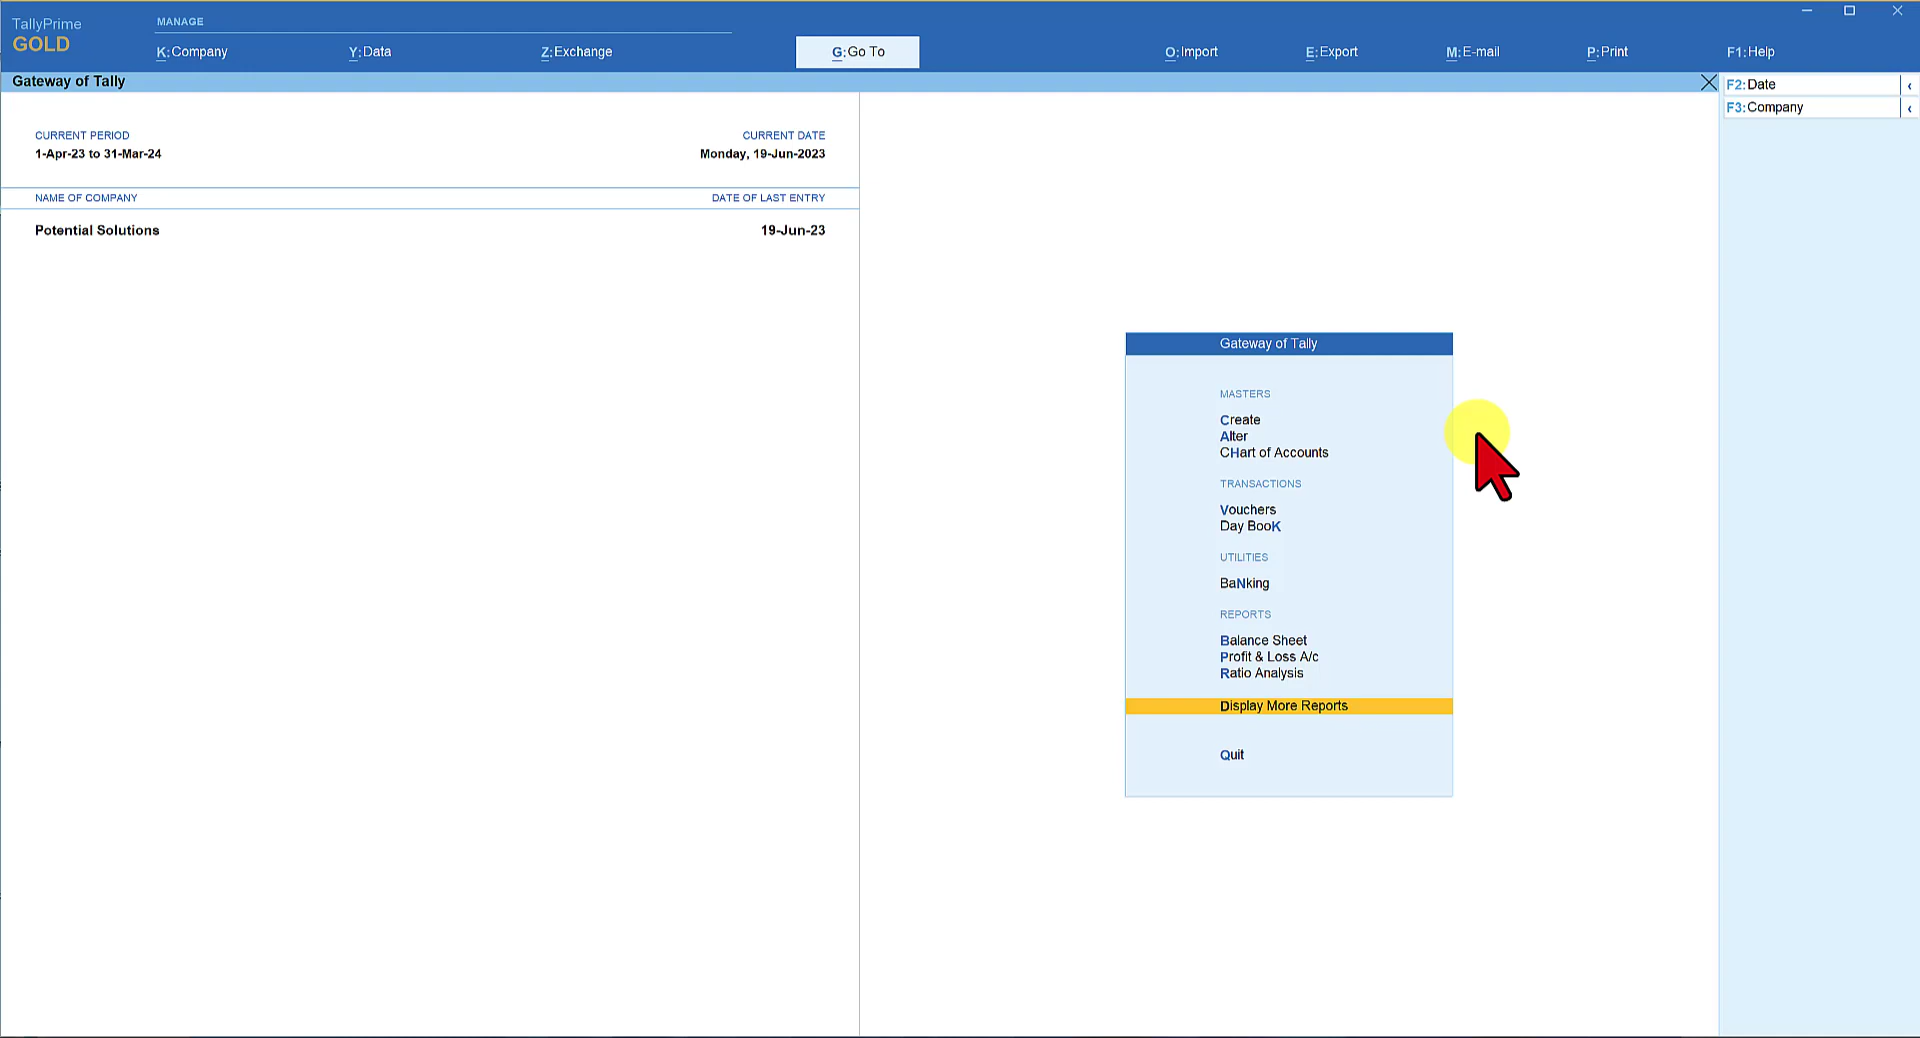 TallyPrime
GOLD
MANAGE
K:Company
Y:Data
Z:Exchange
G:Go To
O:Import
E:Export
M:E-mail
P:Print
F1:Help
Gateway of Tally
F2:Date
F3:Company
CURRENT PERIOD
CURRENT DATE
1-Apr-23 to 31-Mar-24
Monday, 19-Jun-2023
NAME OF COMPANY
DATE OF LAST ENTRY
Potential Solutions
19-Jun-23
Gateway of Tally
MASTERS
Create
Alter
CHart of Accounts
TRANSACTIONS
Vouchers
Day BooK
UTILITIES
BaNking
REPORTS
Balance Sheet
Profit & Loss A/c
Ratio Analysis
Display More Reports
Quit